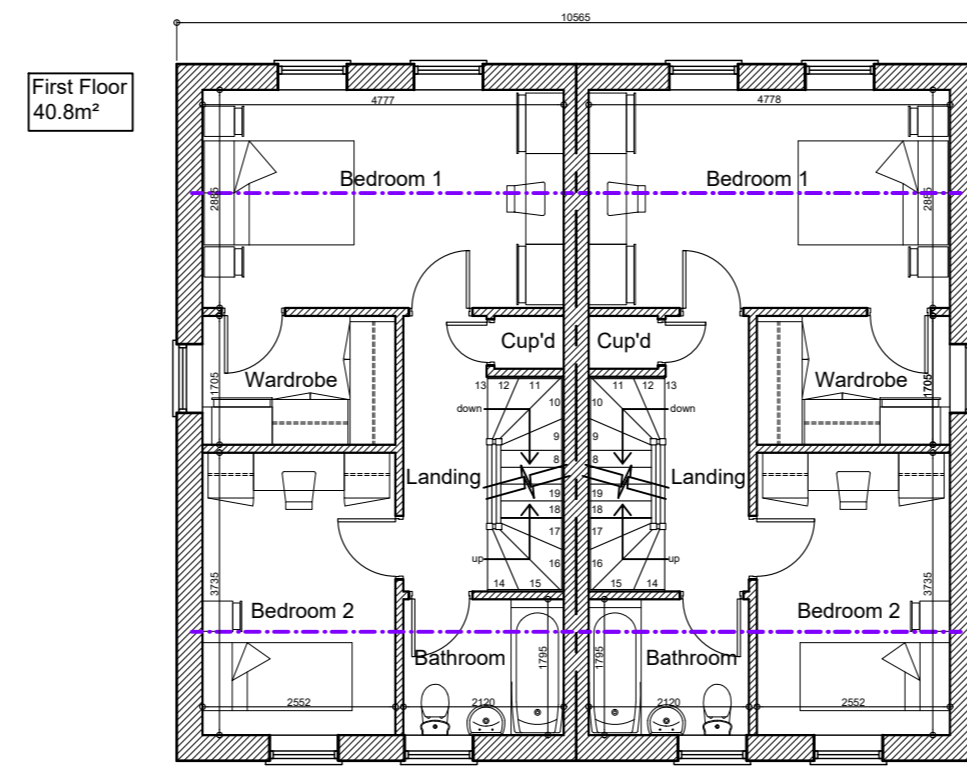 10565
First Floor
40.8m²
4777
4778
Bedroom 1
Bedroom 1
2885
2885
Cup'd
Cup'd
Wardrobe
Wardrobe
1705
1705
13 12 11
11 12 13
10
10
down
down
9
9
8
8
Landing
Landing
19
19
18
18
17
17
up
up
16
16
14 15
15 14
3735
3735
Bedroom 2
Bedroom 2
Bathroom
Bathroom
1795
1795
2552
2120
2120
2552